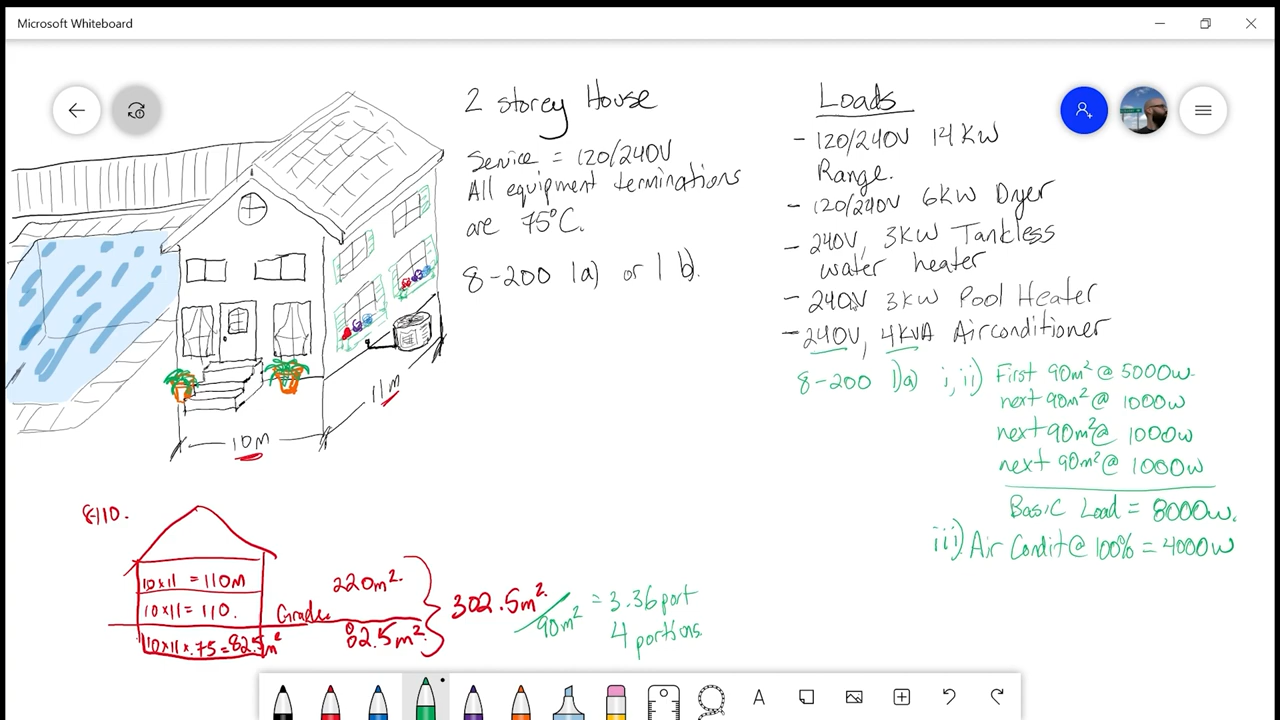 Microsoft Whiteboard
2 Storey House
Service = 120/240V
All equipment terminations
are 75°C.
8-200 1a) or 1 b).
Loads
- 120/240V 14KW
Range.
- 120/240V 6KW Dryer
- 240V, 3KW Tankless
water heater
- 240V 3KW Pool Heater
- 240V, 4KVA Airconditioner
8-200 1)a) i, ii) First 90m² @ 5000w.
next 90m² @ 1000w
next 90m² @ 1000w
next 90m² @ 1000w
Basic Load = 8000w.
iii) Air Condit @ 100% = 4000w
10M
11M
8-110.
10x11 = 110M
10x11 = 110.
10x11x.75 = 82.5m²
Grade
220m².
82.5m².
302.5m².
90m²
= 3.36 port
4 portions.
A